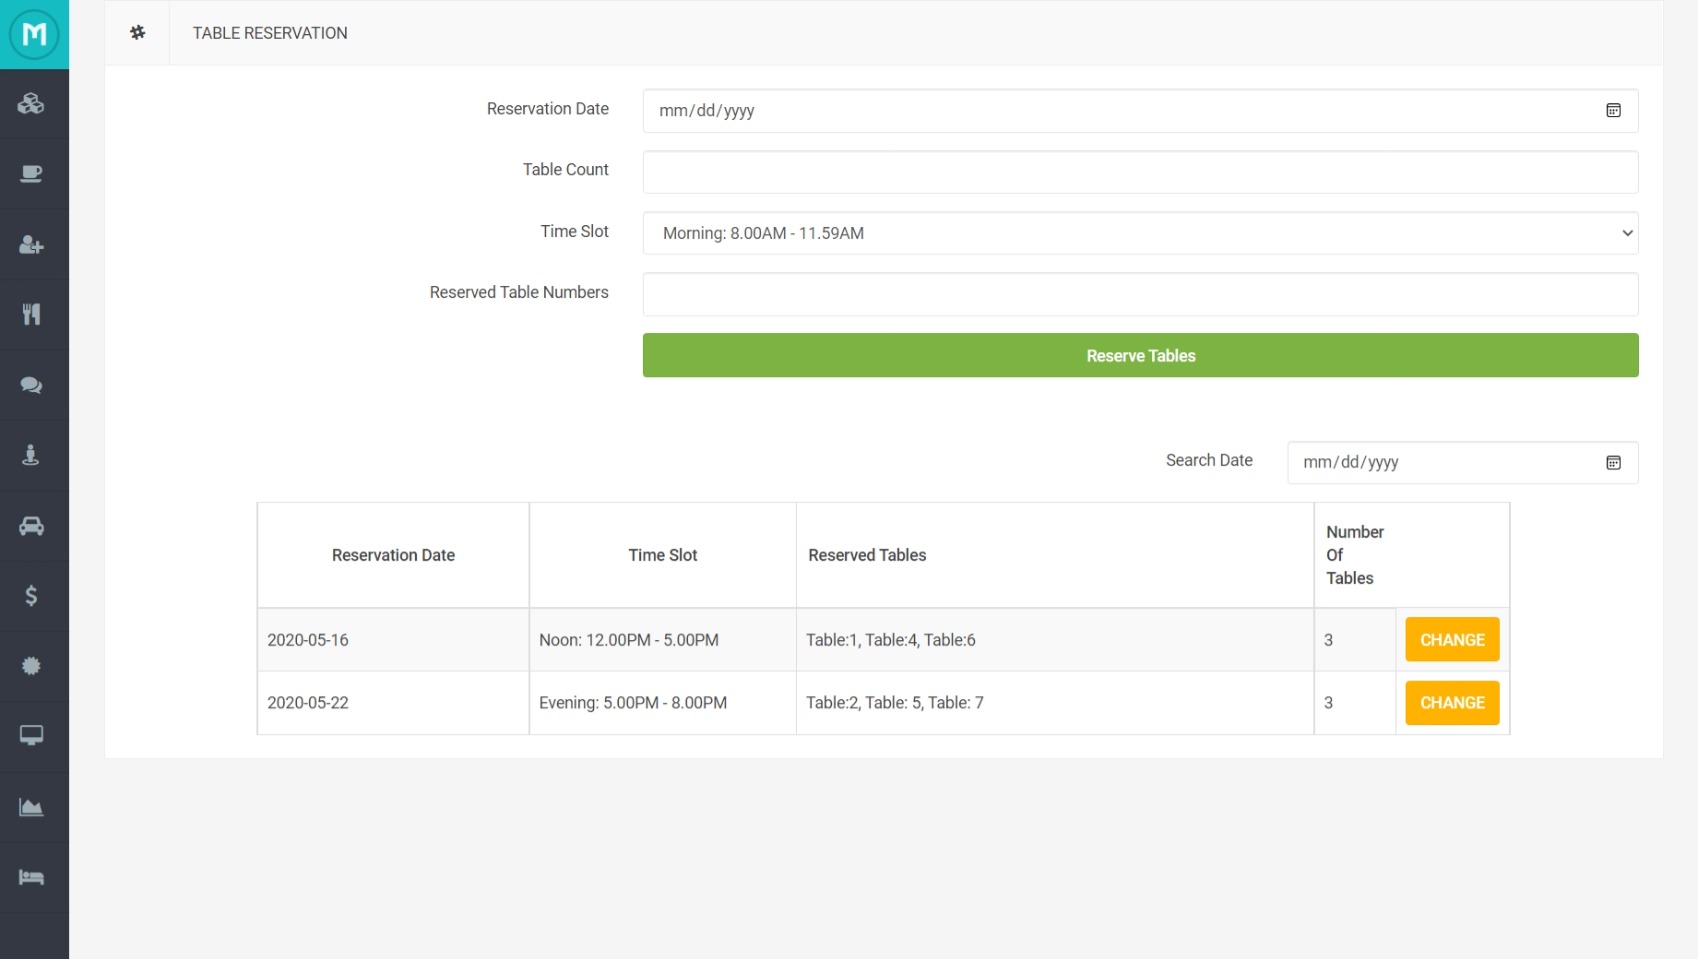 M
TABLE RESERVATION
Reservation Date
mm/dd/yyyy
Table Count
Time Slot
Morning: 8.00AM - 11.59AM
Reserved Table Numbers
Reserve Tables
Search Date
mm/dd/yyyy
Reservation Date
Time Slot
Reserved Tables
Number
Of
Tables
2020-05-16
Noon: 12.00PM - 5.00PM
Table:1, Table:4, Table:6
3
CHANGE
2020-05-22
Evening: 5.00PM - 8.00PM
Table:2, Table: 5, Table: 7
3
CHANGE